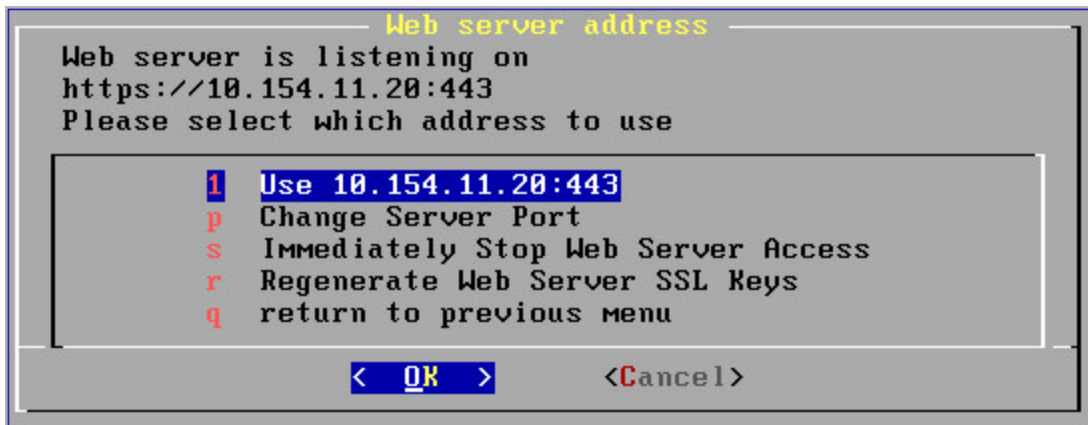 Web server address
Web server is listening on
https://10.154.11.20:443
Please select which address to use
1 Use 10.154.11.20:443
p Change Server Port
s Immediately Stop Web Server Access
r Regenerate Web Server SSL Keys
q return to previous menu
< OK > <Cancel>